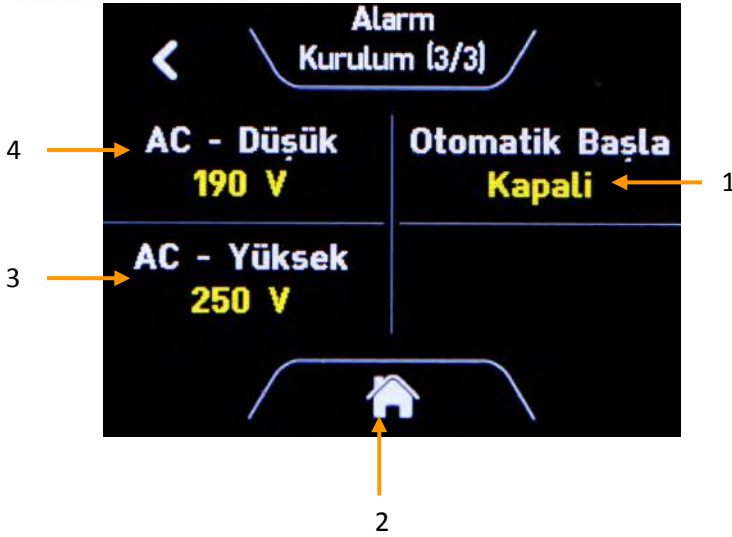 Alarm
Kurulum (3/3)
4
AC - Düşük
190 V
Otomatik Başla
Kapali
1
3
AC - Yüksek
250 V
2